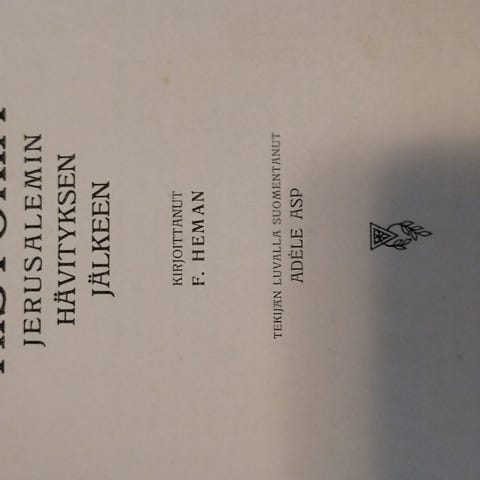 JERUSALEMIN
HÄVITYKSEN
JÄLKEEN
KIRJOITTANUT
F. HEMAN
TEKIJÄN LUVALLA SUOMENTANUT
ADÈLE ASP